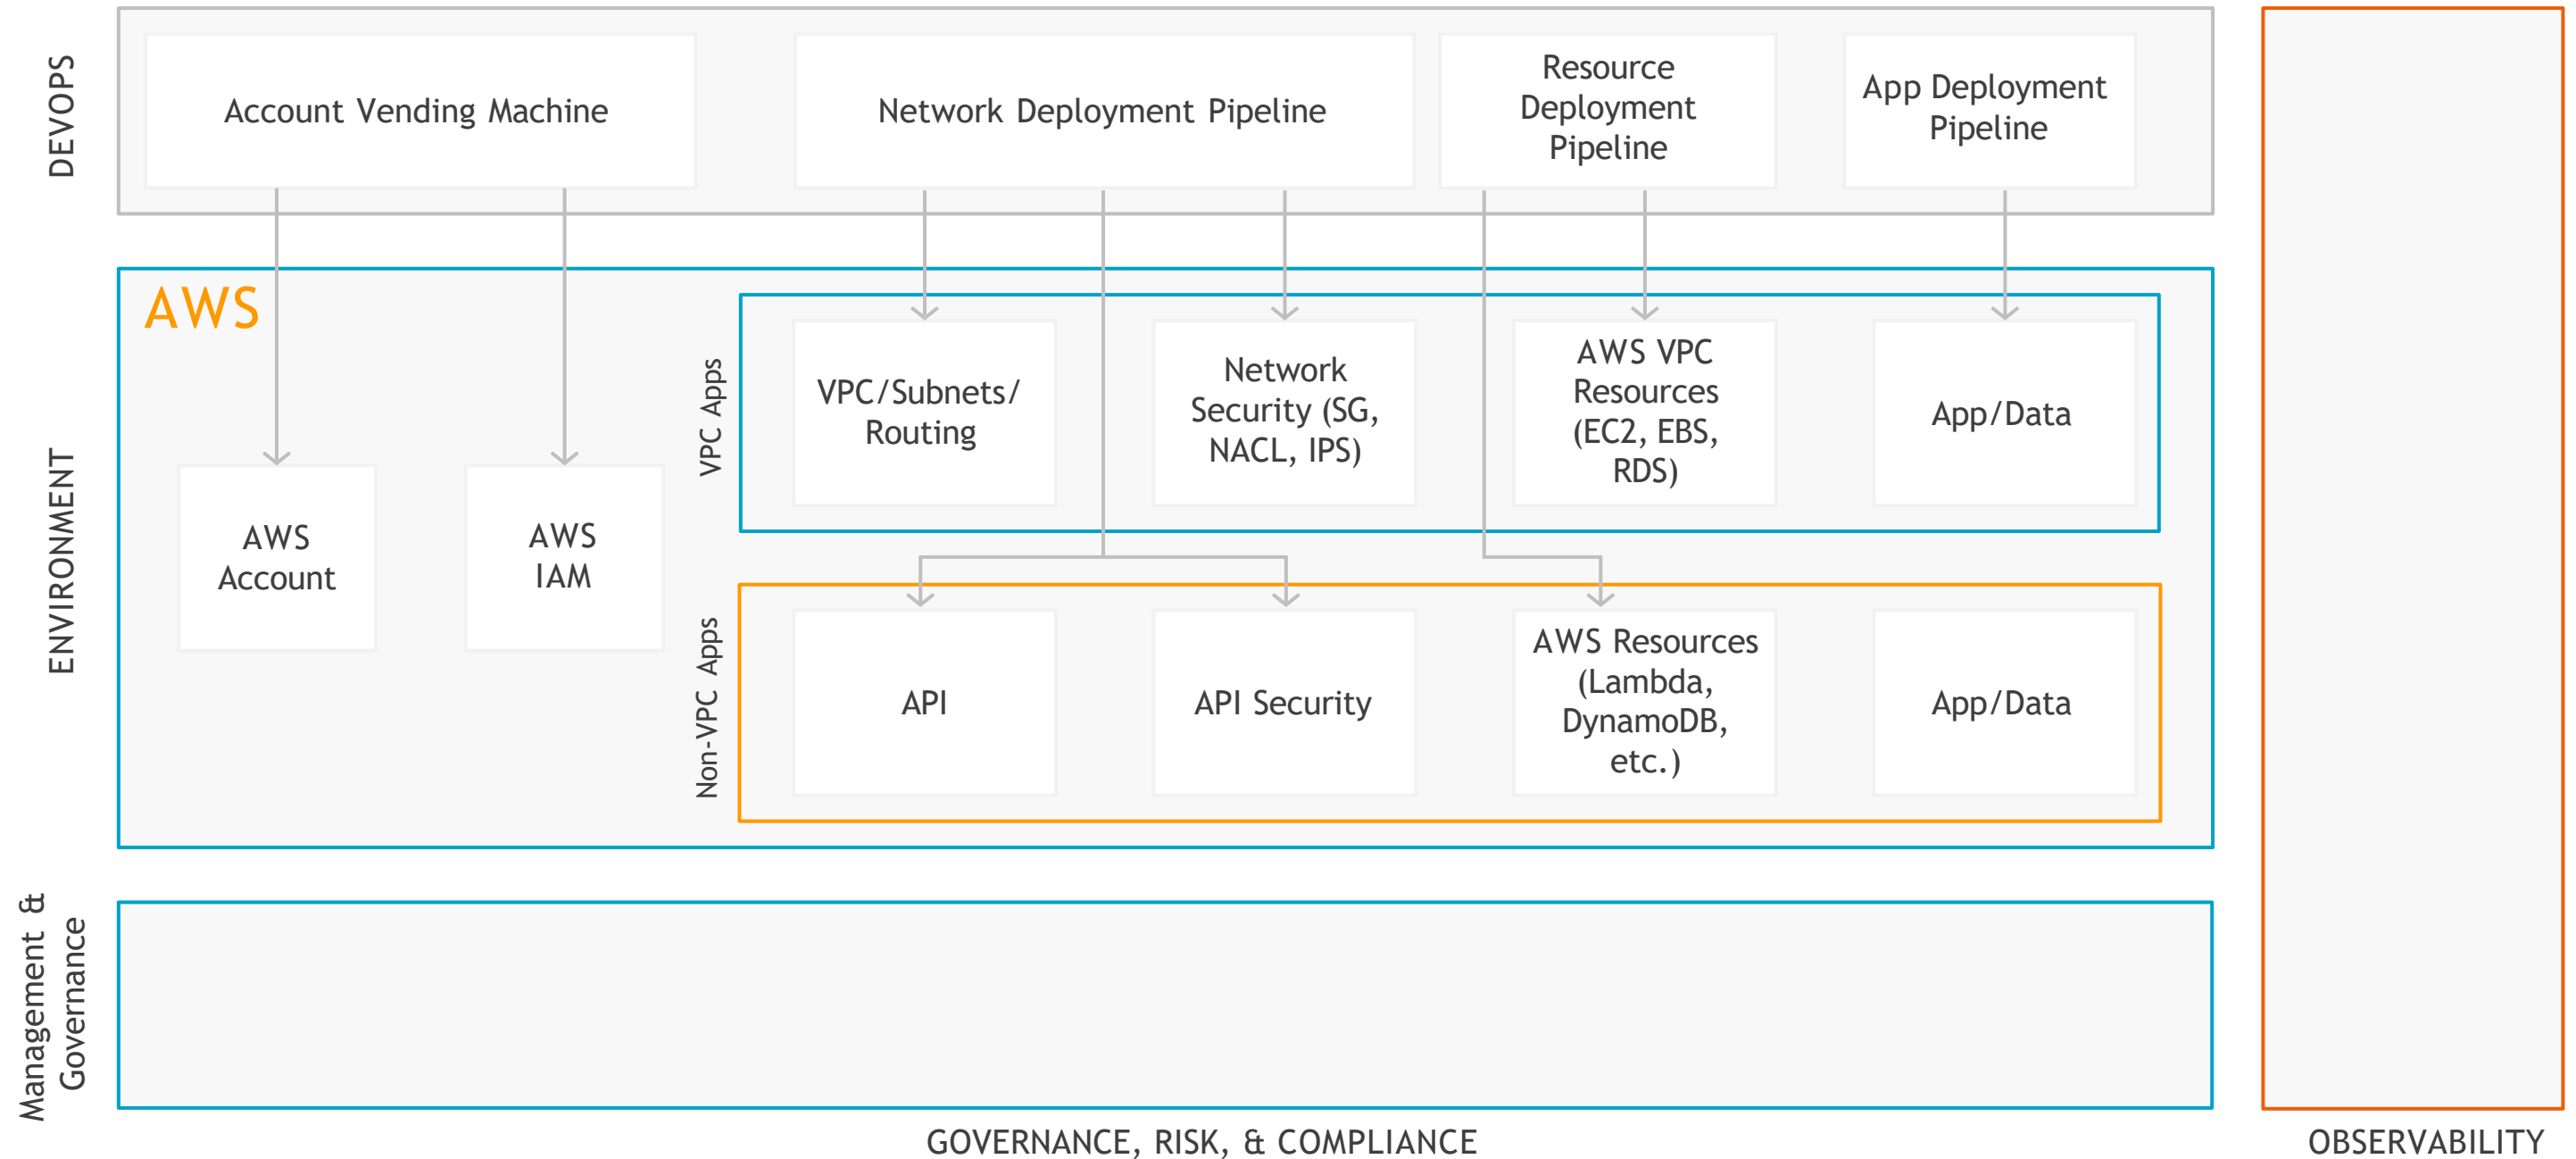 DEVOPS
Account Vending Machine
Network Deployment Pipeline
Resource
Deployment
Pipeline
App Deployment
Pipeline
ENVIRONMENT
AWS
AWS
Account
AWS
IAM
VPC Apps
VPC/Subnets/
Routing
Network
Security (SG,
NACL, IPS)
AWS VPC
Resources
(EC2, EBS,
RDS)
App/Data
Non-VPC Apps
API
API Security
AWS Resources
(Lambda,
DynamoDB,
etc.)
App/Data
Management &
Governance
GOVERNANCE, RISK, & COMPLIANCE
OBSERVABILITY